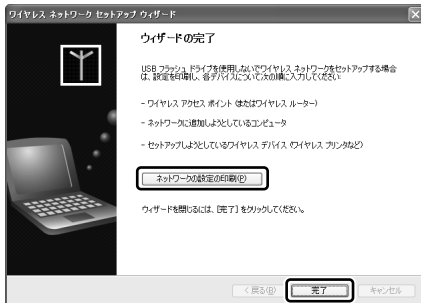 ワイヤレス ネットワーク セットアップ ウィザード
ウィザードの完了
USB フラッシュ ドライブを使用しないでワイヤレス ネットワークをセットアップする場合
は、設定を印刷し、各デバイスについて次の順に入力してください:
- ワイヤレス アクセス ポイント (またはワイヤレス ルーター)
- ネットワークに追加しようとしているコンピュータ
- セットアップしようとしているワイヤレス デバイス (ワイヤレス プリンタなど)
ネットワークの設定の印刷(P)
ウィザードを閉じるには、[完了] をクリックしてください。
< 戻る(B)
完了
キャンセル